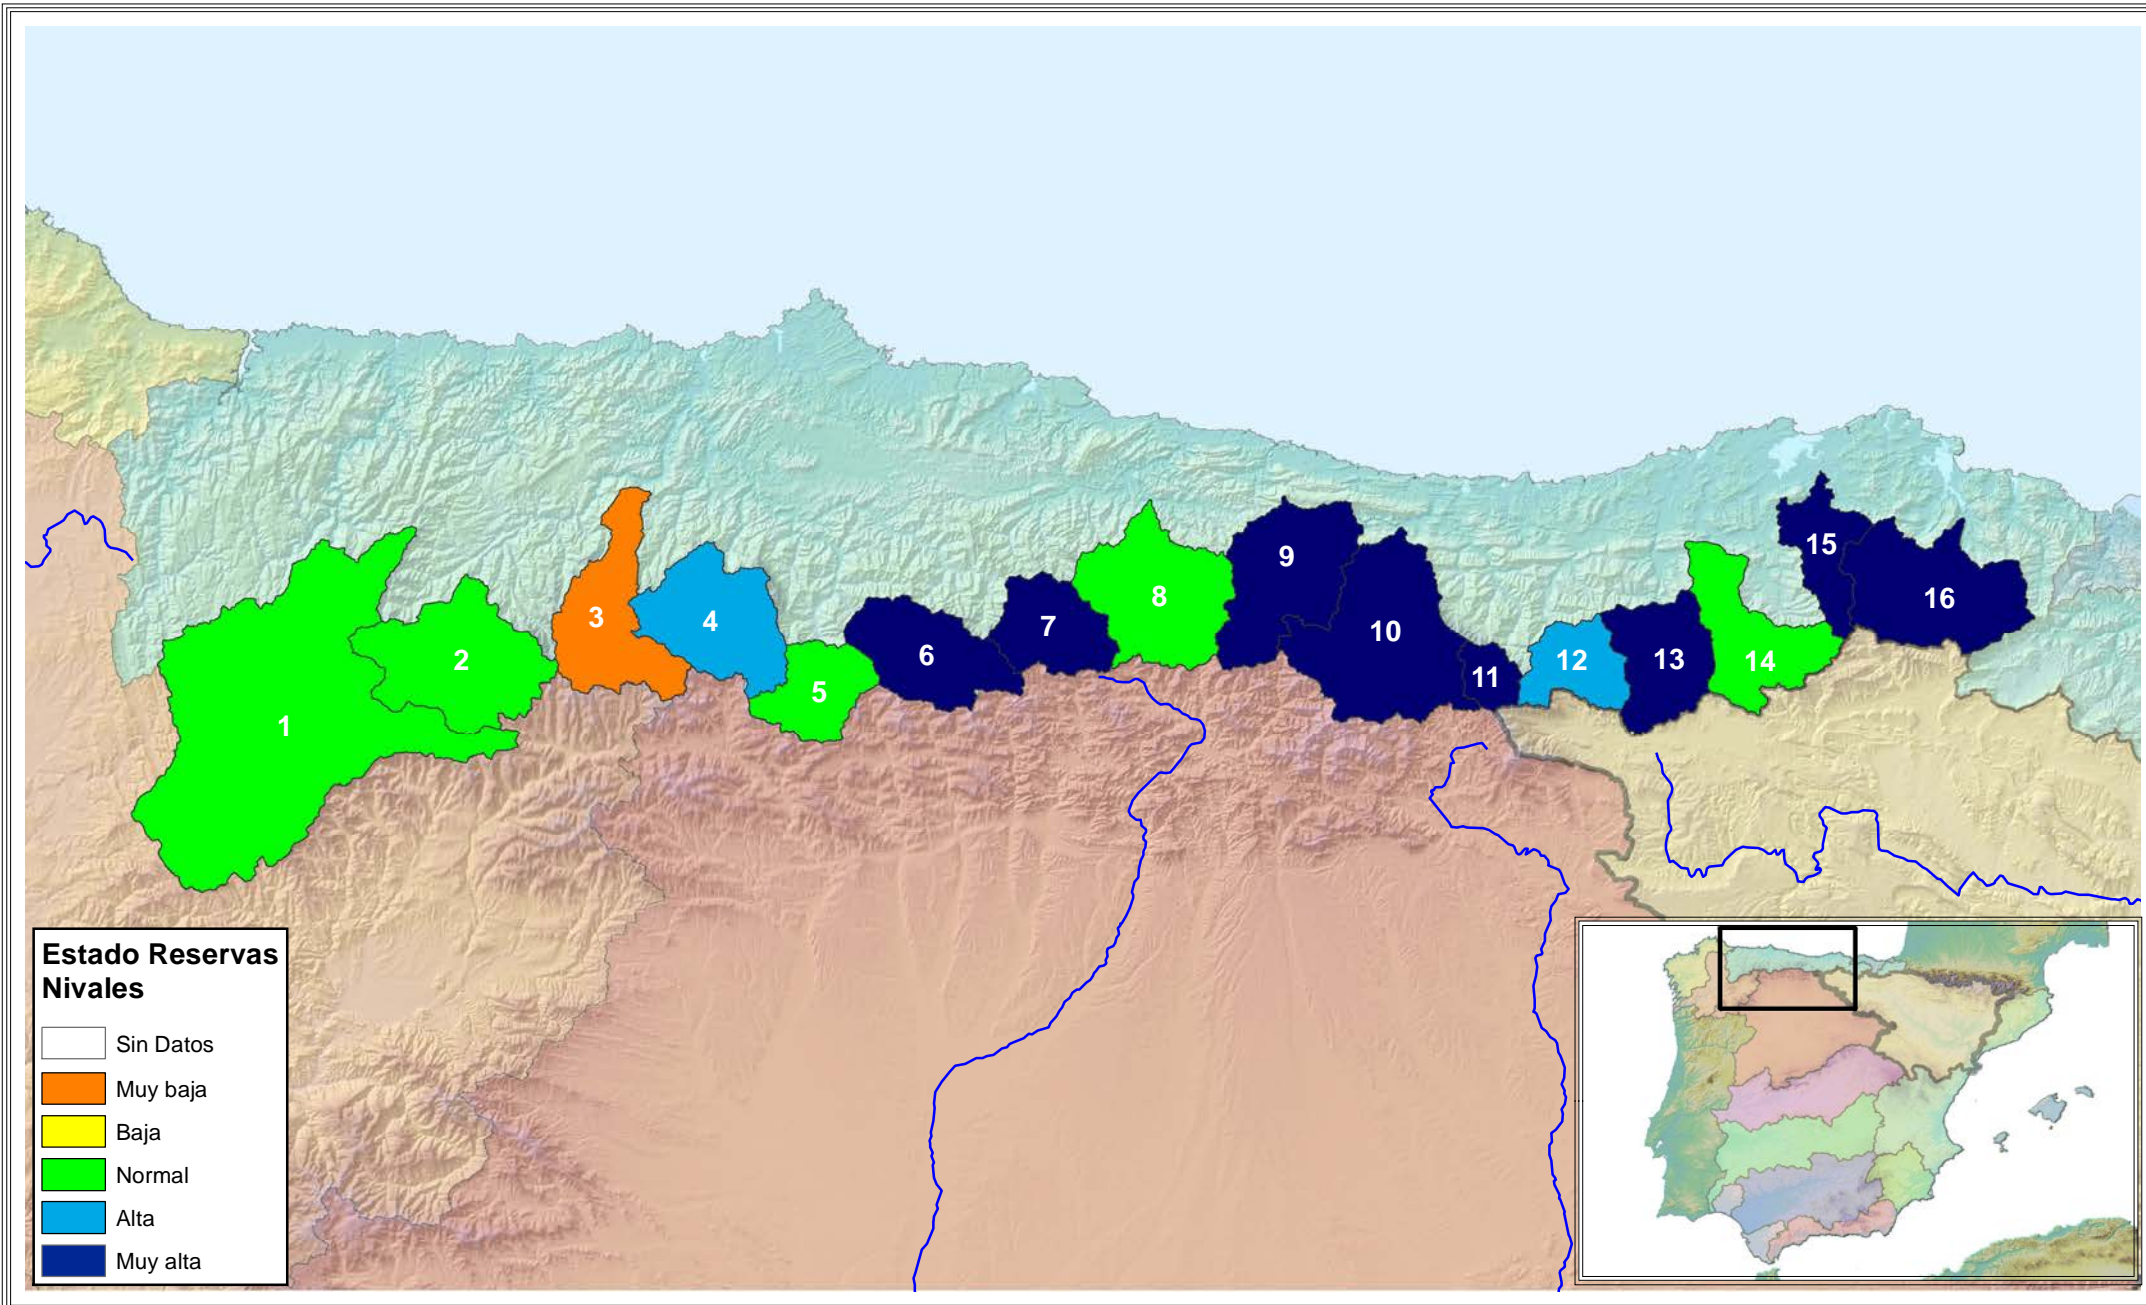 1
2
3
4
5
6
7
8
9
10
11
12
13
14
15
16
Estado Reservas
Nivales
Sin Datos
Muy baja
Baja
Normal
Alta
Muy alta